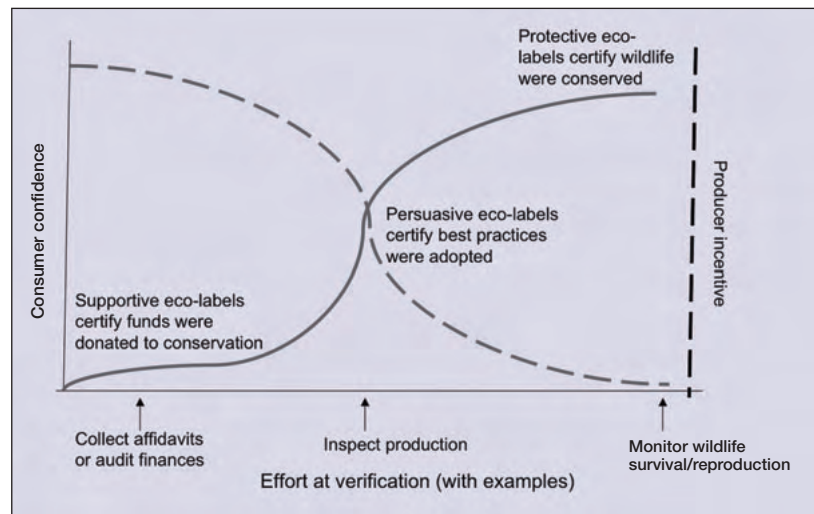 Protective eco-
labels certify wildlife
were conserved
Consumer confidence
Producer incentive
Persuasive eco-labels
certify best practices
were adopted
Supportive eco-labels
certify funds were
donated to conservation
Collect affidavits
or audit finances
Inspect production
Monitor wildlife
survival/reproduction
Effort at verification (with examples)